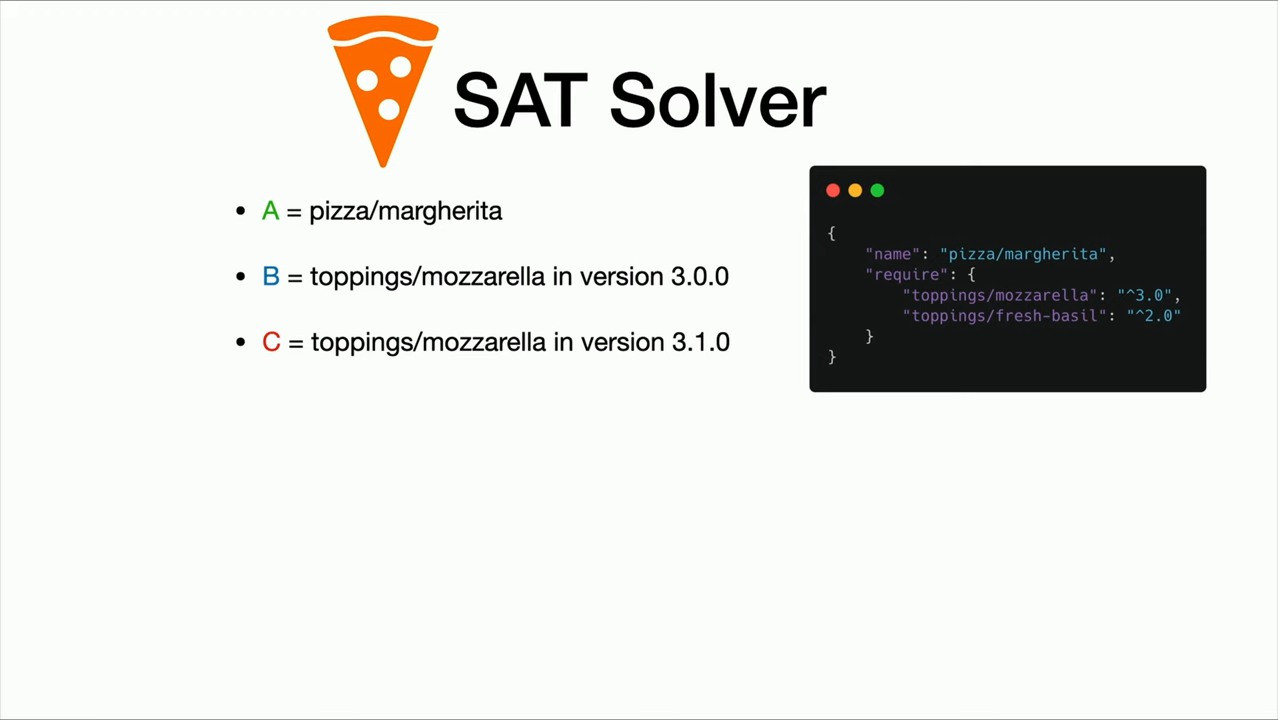 SAT Solver
• A = pizza/margherita
• B = toppings/mozzarella in version 3.0.0
• C = toppings/mozzarella in version 3.1.0
{
    "name": "pizza/margherita",
    "require": {
        "toppings/mozzarella": "^3.0",
        "toppings/fresh-basil": "^2.0"
    }
}